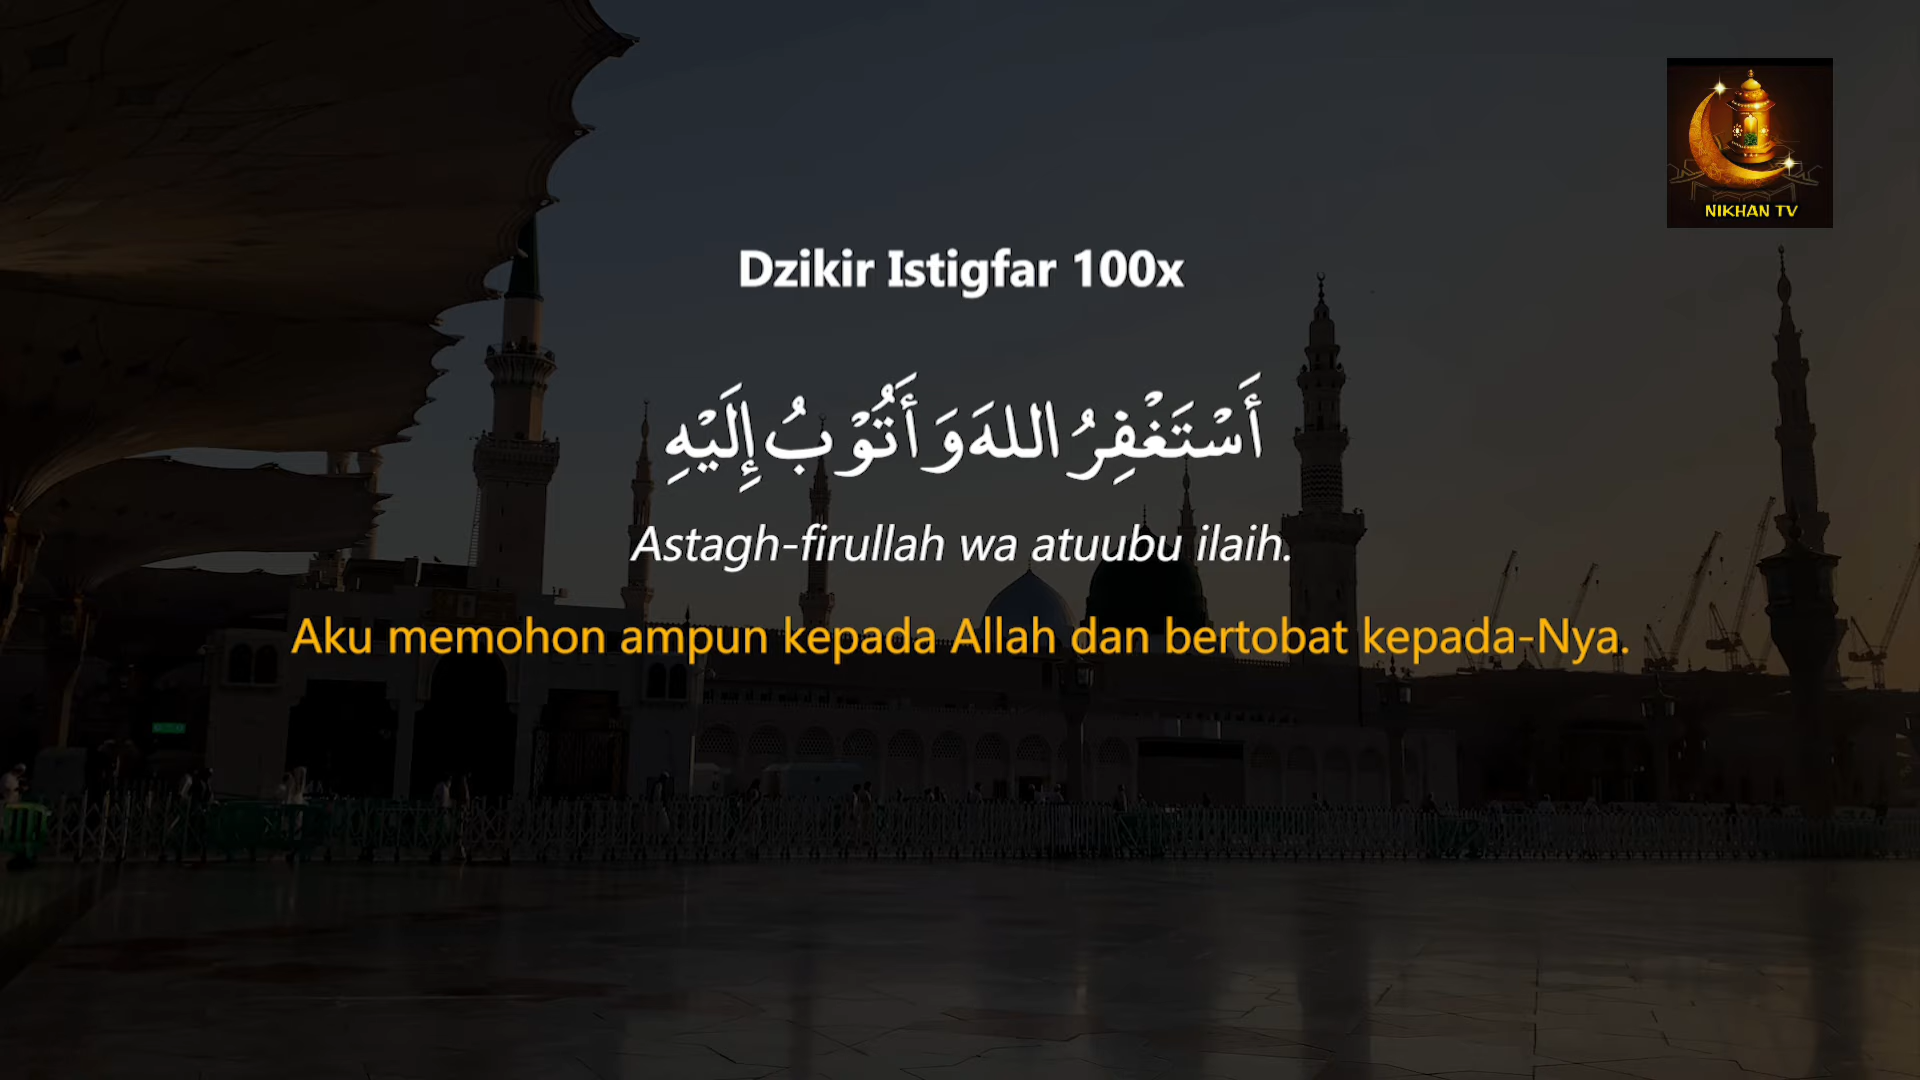 NIKHAN TV
Dzikir Istigfar 100x
أَسْتَغْفِرُ اللهَ وَ أَتُوْبُ إِلَيْهِ
Astagh-firullah wa atuubu ilaih.
Aku memohon ampun kepada Allah dan bertobat kepada-Nya.